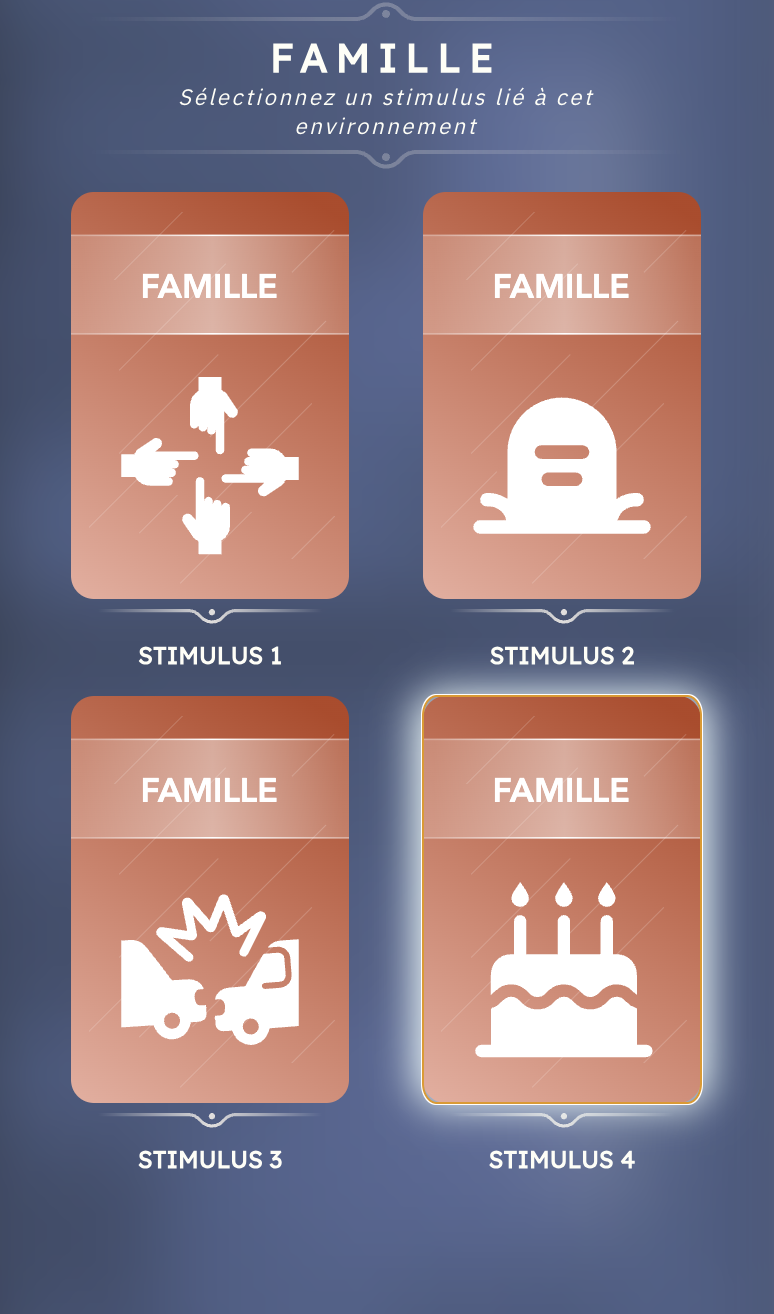 FAMILLE
Sélectionnez un stimulus lié à cet
environnement
FAMILLE
FAMILLE
STIMULUS 1
STIMULUS 2
FAMILLE
FAMILLE
STIMULUS 3
STIMULUS 4